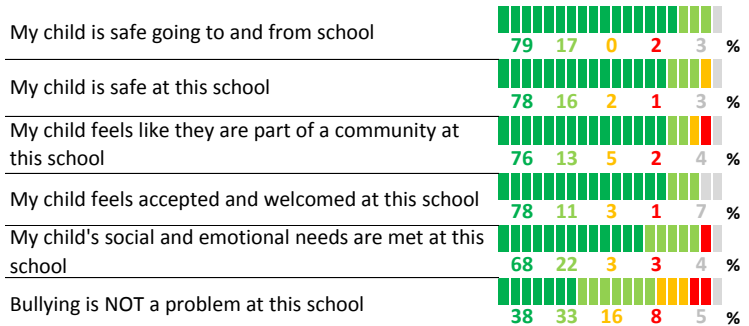 My child is safe going to and from school
79 17 0 2 3 %
My child is safe at this school
78 16 2 1 3 %
My child feels like they are part of a community at
this school
76 13 5 2 4 %
My child feels accepted and welcomed at this school
78 11 3 1 7 %
My child's social and emotional needs are met at this
school
68 22 3 3 4 %
Bullying is NOT a problem at this school
38 33 16 8 5 %